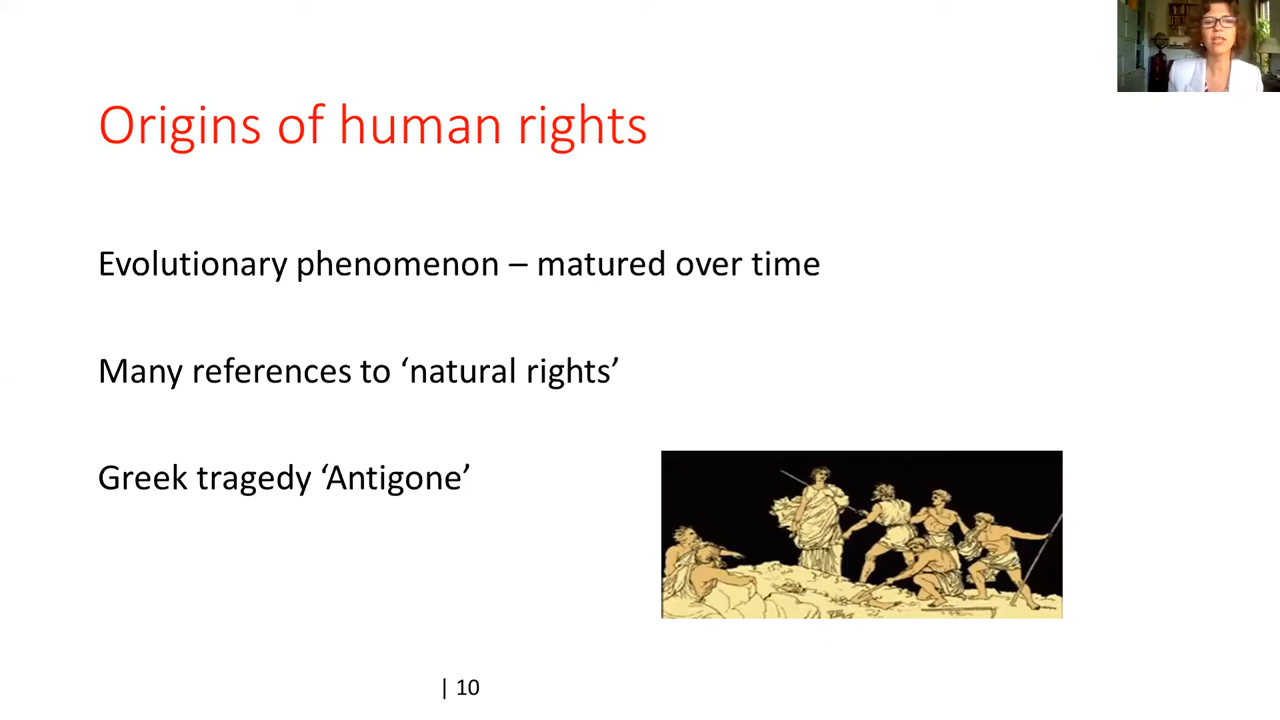 Origins of human rights
Evolutionary phenomenon – matured over time
Many references to ‘natural rights’
Greek tragedy ‘Antigone’
| 10